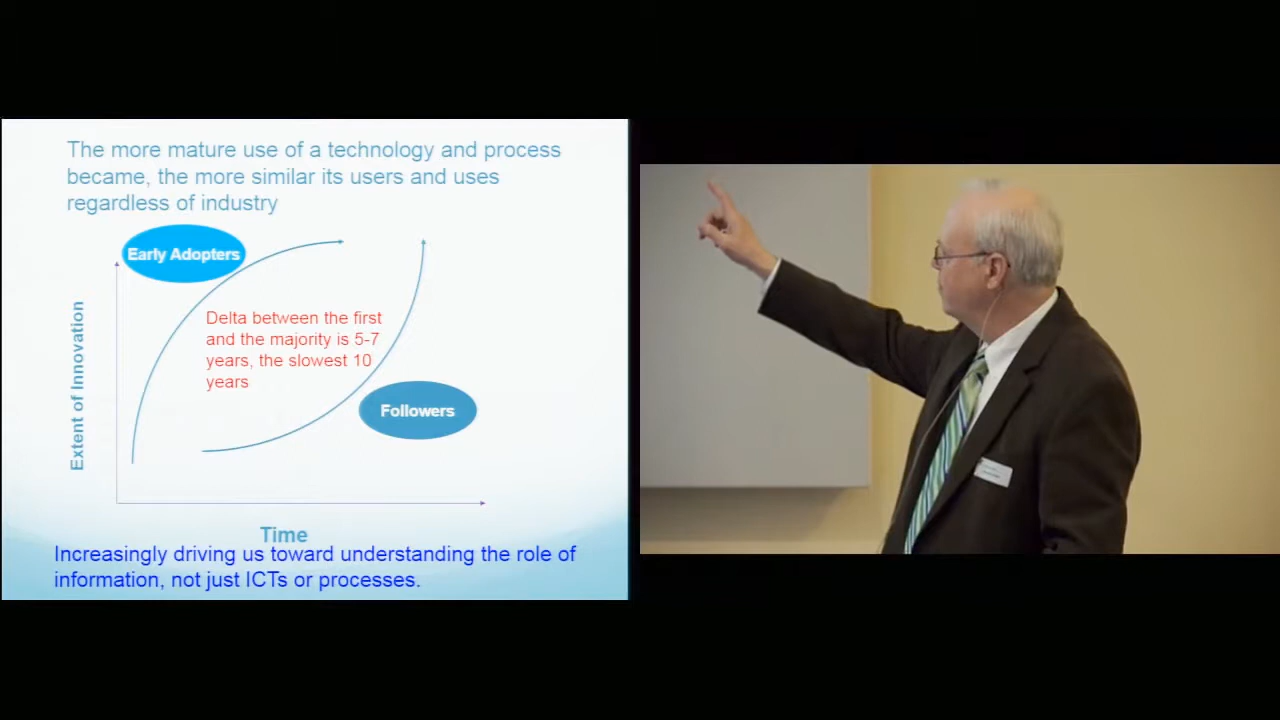 The more mature use of a technology and process
became, the more similar its users and uses
regardless of industry
Early Adopters
Extent of Innovation
Delta between the first
and the majority is 5-7
years, the slowest 10
years
Followers
Time
Increasingly driving us toward understanding the role of
information, not just ICTs or processes.